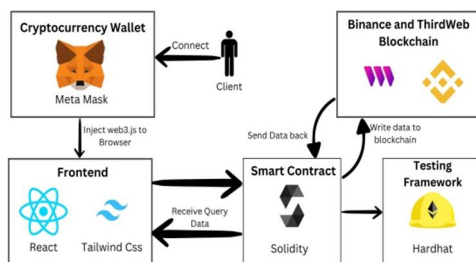 Cryptocurrency Wallet
Meta Mask
Connect
Client
Binance and ThirdWeb
Blockchain
Inject web3.js to
Browser
Send Data back
Write data to
blockchain
Frontend
React
Tailwind Css
Receive Query
Data
Smart Contract
Solidity
Testing
Framework
Hardhat